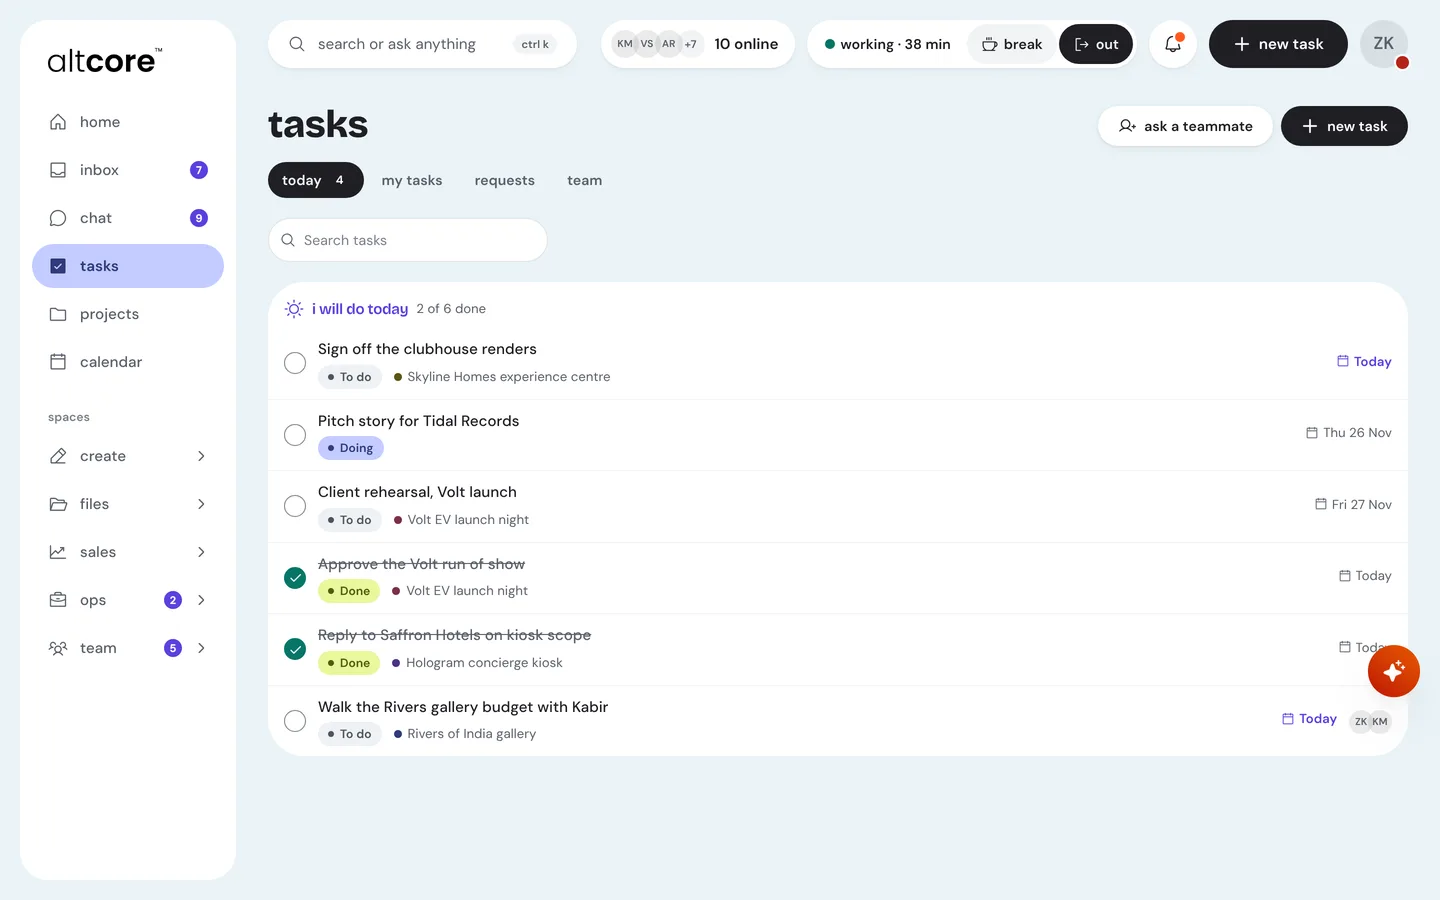 altcore™
search or ask anything
ctrl k
KM VS AR +7 10 online
working · 38 min
break
out
new task
ZK
home
inbox 7
chat 9
tasks
projects
calendar
spaces
create
files
sales
ops 2
team 5
tasks
ask a teammate
new task
today 4
my tasks
requests
team
Search tasks
i will do today 2 of 6 done
Sign off the clubhouse renders
To do Skyline Homes experience centre
Today
Pitch story for Tidal Records
Doing
Thu 26 Nov
Client rehearsal, Volt launch
To do Volt EV launch night
Fri 27 Nov
Approve the Volt run of show
Done Volt EV launch night
Today
Reply to Saffron Hotels on kiosk scope
Done Hologram concierge kiosk
Walk the Rivers gallery budget with Kabir
To do Rivers of India gallery
Today ZK KM